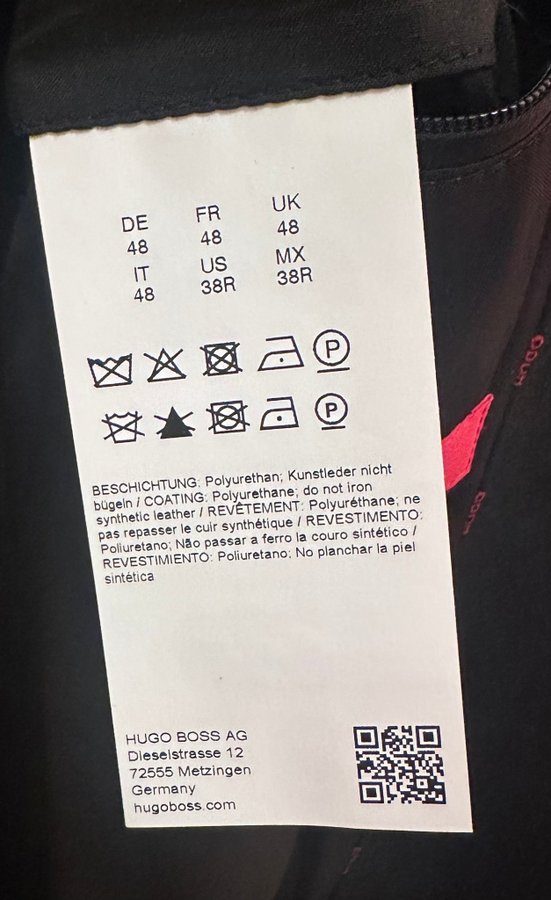 DE FR UK
48 48 48
IT US MX
48 38R 38R
P
P
BESCHICHTUNG: Polyurethan; Kunstleder nicht
bügeln / COATING: Polyurethane; do not iron
synthetic leather / REVÊTEMENT: Polyuréthane; ne
pas repasser le cuir synthétique / REVESTIMENTO:
Poliuretano; Não passar a ferro la couro sintético /
REVESTIMIENTO: Poliuretano; No planchar la piel
sintética
HUGO BOSS AG
Dieselstrasse 12
72555 Metzingen
Germany
hugoboss.com